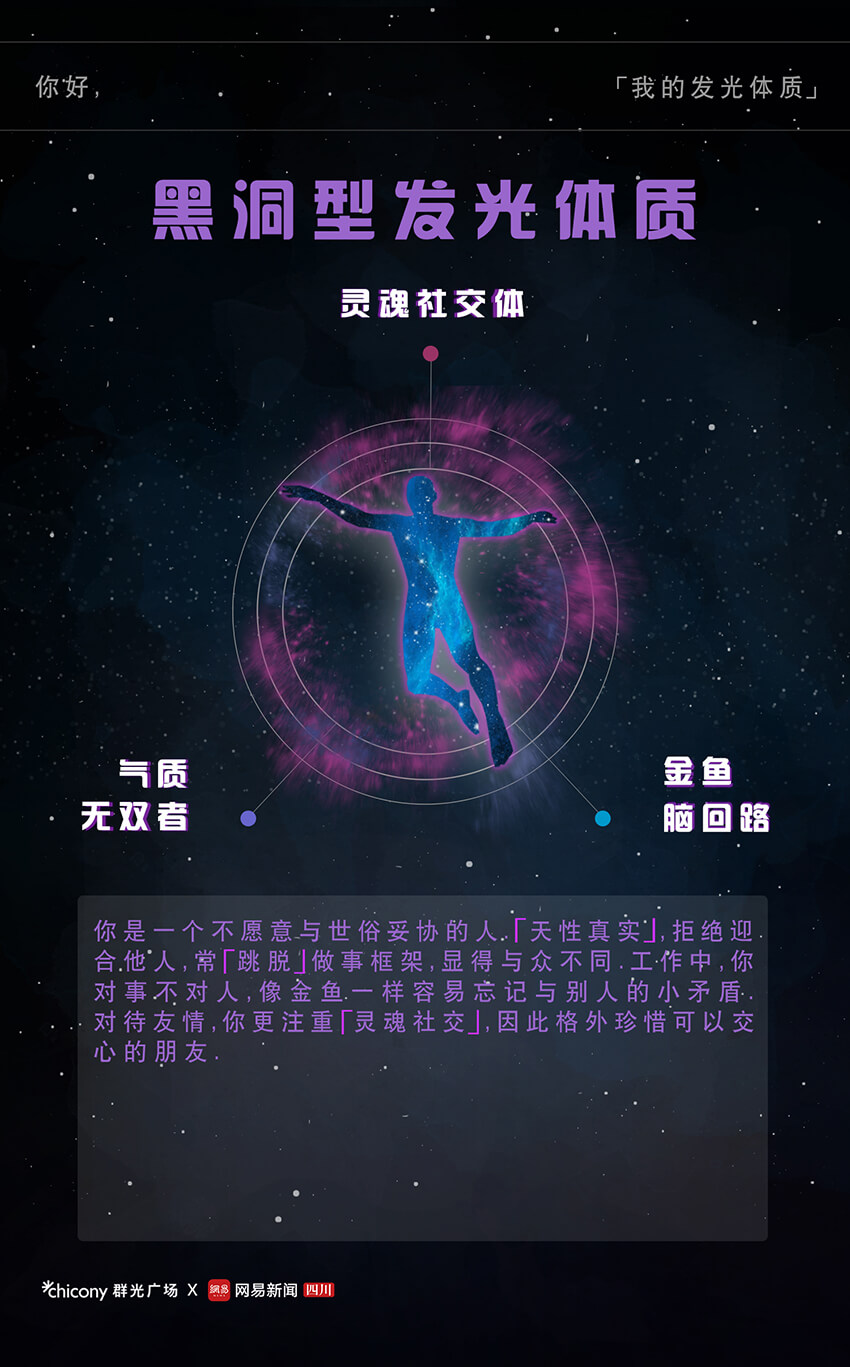 你好,
「我的发光体质」
黑洞型发光体质
灵魂社交体
气质
无双者
金鱼
脑回路
你是一个不愿意与世俗妥协的人.「天性真实」,拒绝迎
合他人,常「跳脱」做事框架,显得与众不同.工作中,你
对事不对人,像金鱼一样容易忘记与别人的小矛盾.
对待友情,你更注重「灵魂社交」,因此格外珍惜可以交
心的朋友.
chicony 群光广场 X 網易 NEWS 网易新闻 四川